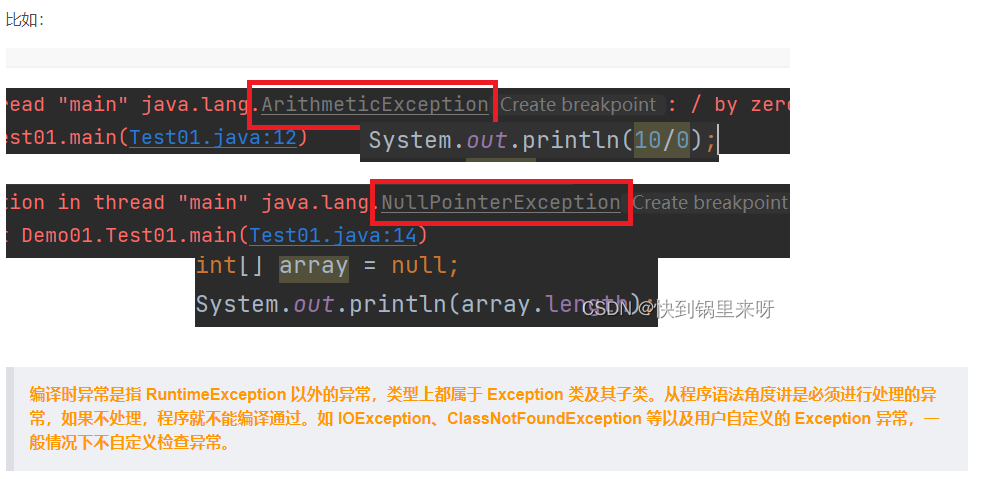 比如：
read "main" java.lang.ArithmeticException Create breakpoint : / by zero
est01.main(Test01.java:12)
System.out.println(10/0);
tion in thread "main" java.lang.NullPointerException Create breakpoint
Demo01.Test01.main(Test01.java:14)
int[] array = null;
System.out.println(array.length);
CSDN @快到锅里来呀
编译时异常是指 RuntimeException 以外的异常，类型上都属于 Exception 类及其子类。从程序语法角度讲是必须进行处理的异
常，如果不处理，程序就不能编译通过。如 IOException、ClassNotFoundException 等以及用户自定义的 Exception 异常，一
般情况下不自定义检查异常。